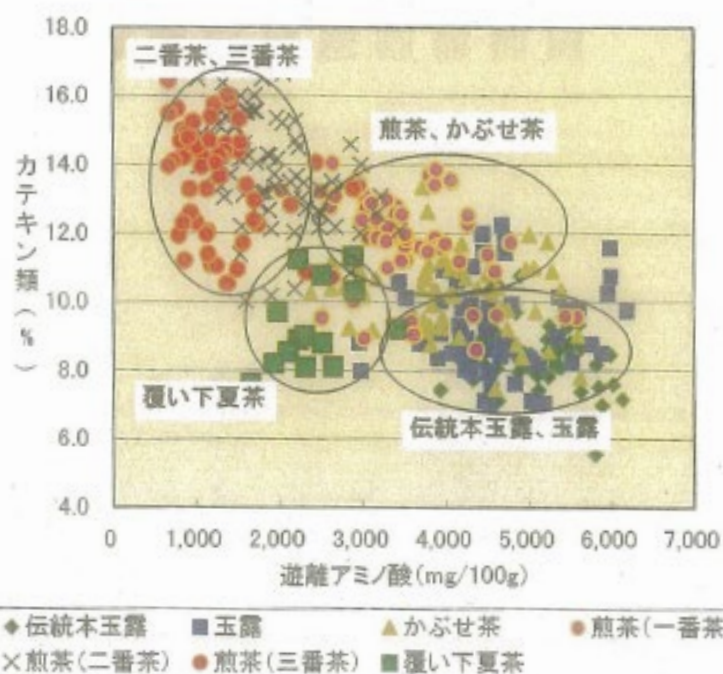 18.0
16.0
14.0
12.0
10.0
8.0
6.0
4.0
カテキン類(%)
二番茶、三番茶
煎茶、かぶせ茶
覆い下夏茶
伝統本玉露、玉露
0 1,000 2,000 3,000 4,000 5,000 6,000 7,000
遊離アミノ酸(mg/100g)
◆伝統本玉露 ■玉露 ▲かぶせ茶 ●煎茶(一番茶
×煎茶(二番茶) ●煎茶(三番茶) ■覆い下夏茶